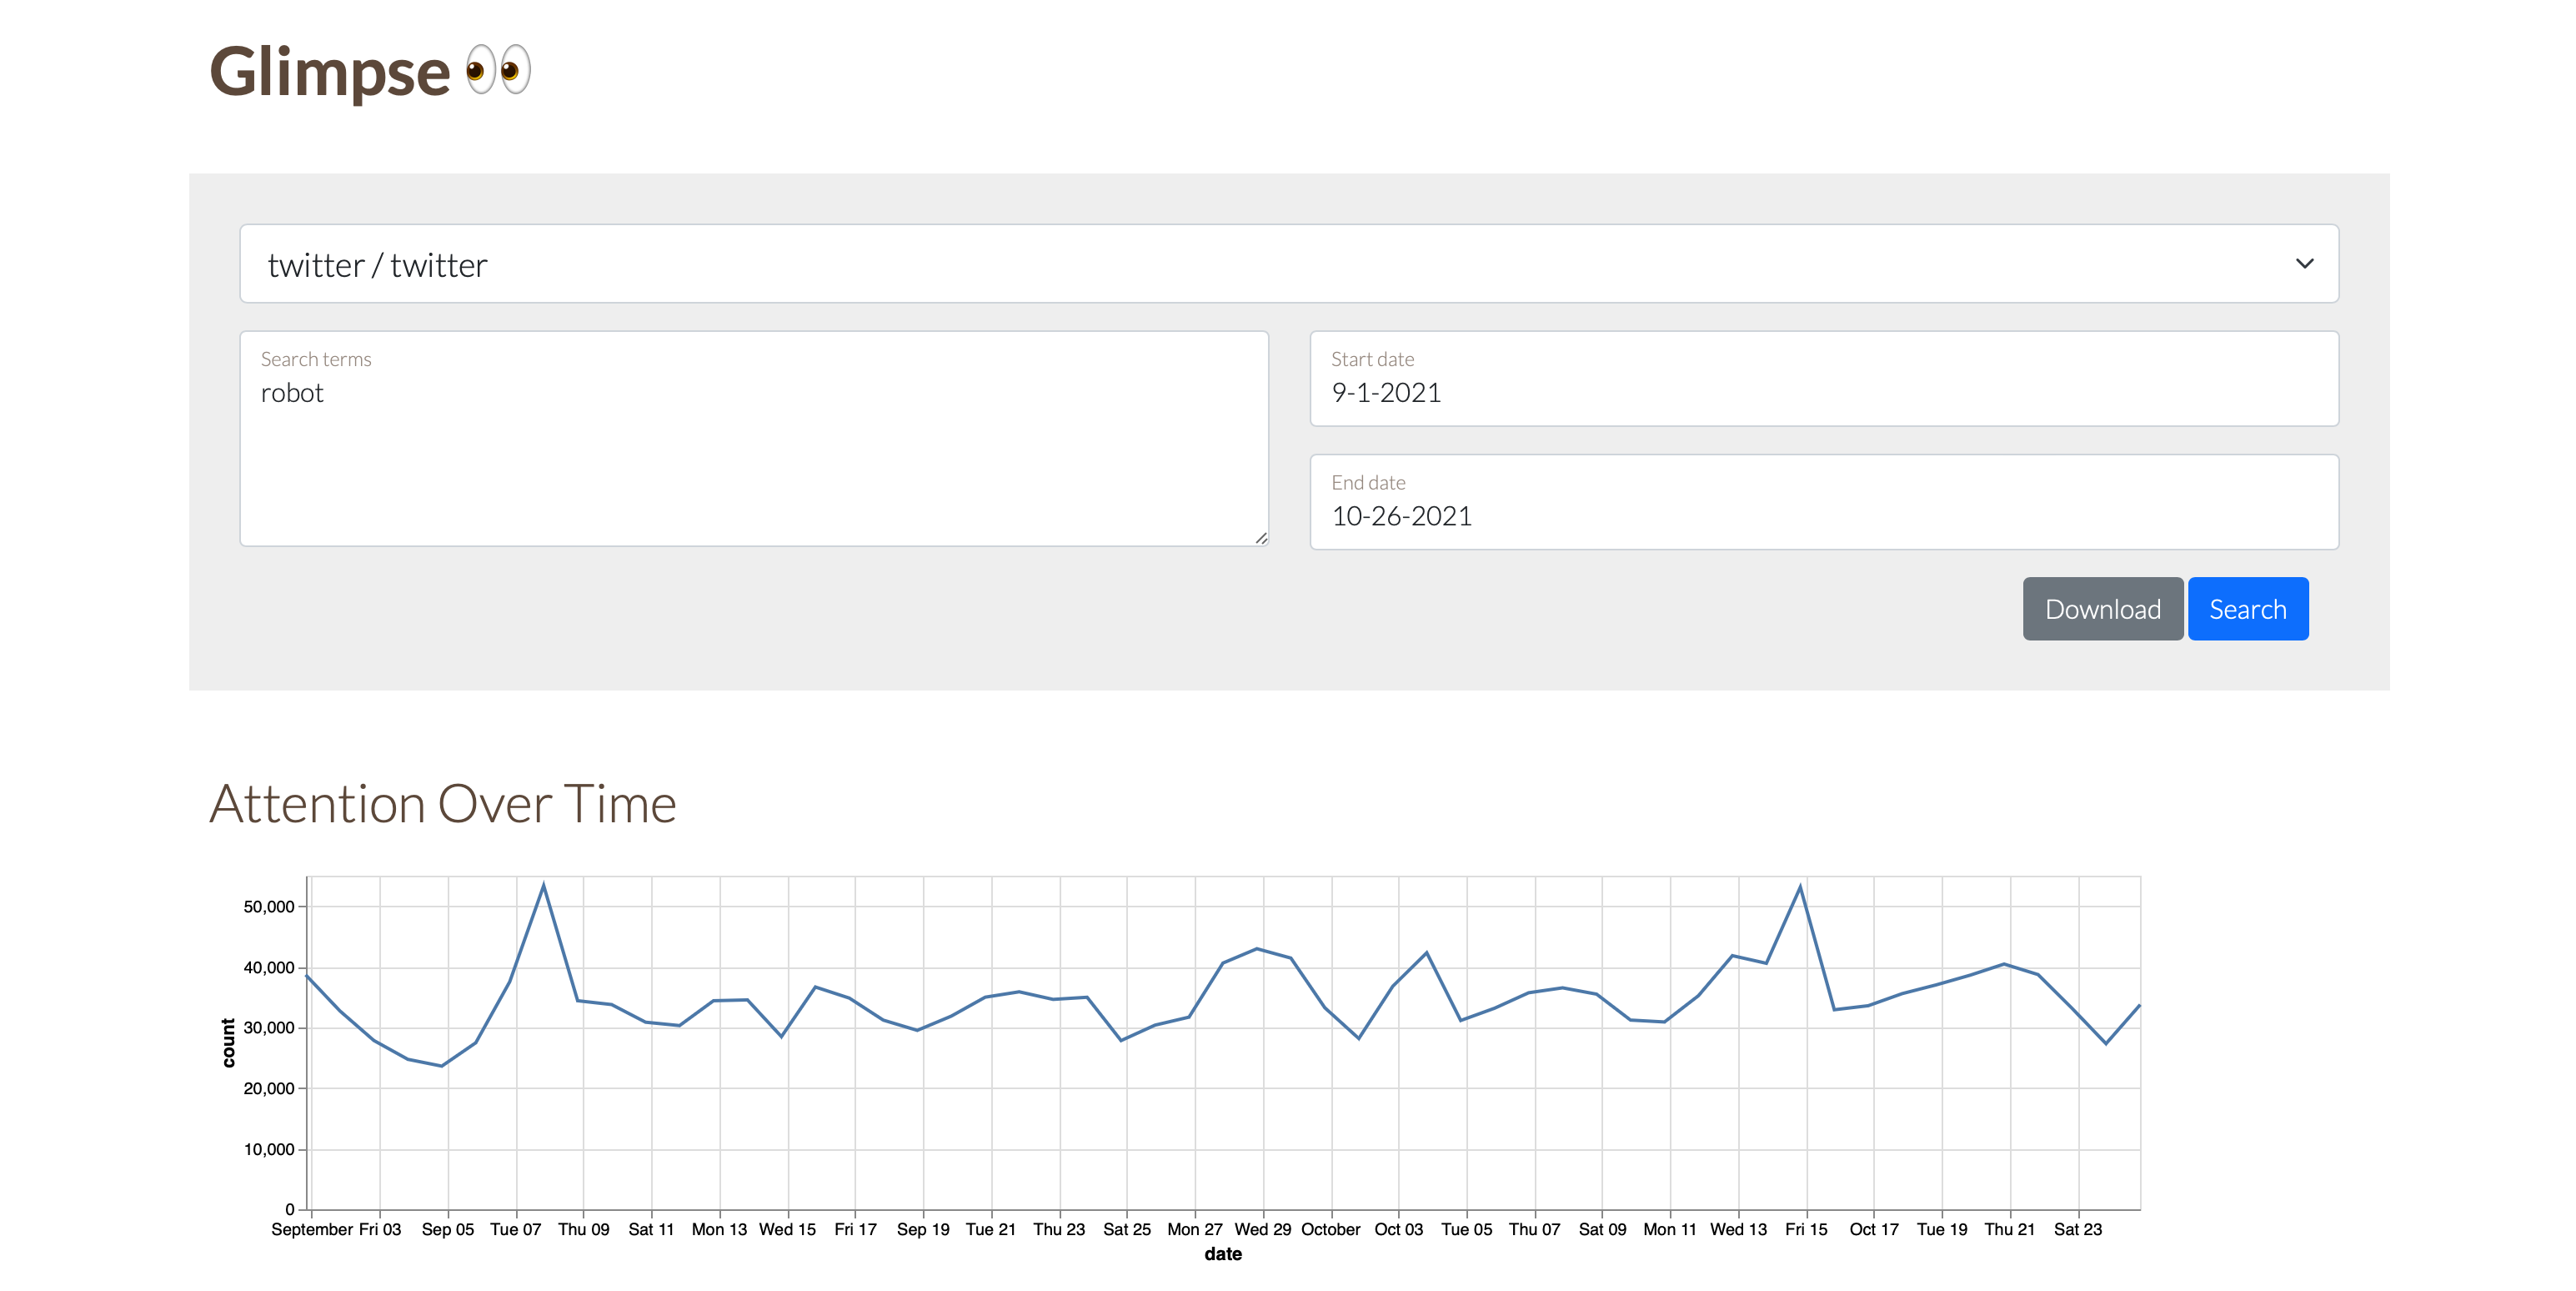 Glimpse 👀
twitter / twitter
Search terms
robot
Start date
9-1-2021
End date
10-26-2021
Download Search
Attention Over Time
50,000
40,000
30,000
20,000
10,000
0
count
September Fri 03 Sep 05 Tue 07 Thu 09 Sat 11 Mon 13 Wed 15 Fri 17 Sep 19 Tue 21 Thu 23 Sat 25 Mon 27 Wed 29 October Oct 03 Tue 05 Thu 07 Sat 09 Mon 11 Wed 13 Fri 15 Oct 17 Tue 19 Thu 21 Sat 23
date